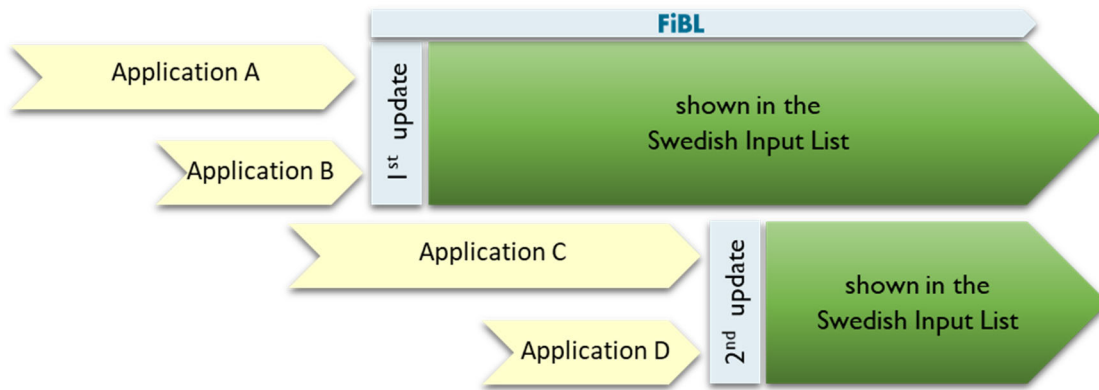 FiBL
Application A
1st update
shown in the
Swedish Input List
Application B
Application C
2nd update
shown in the
Swedish Input List
Application D